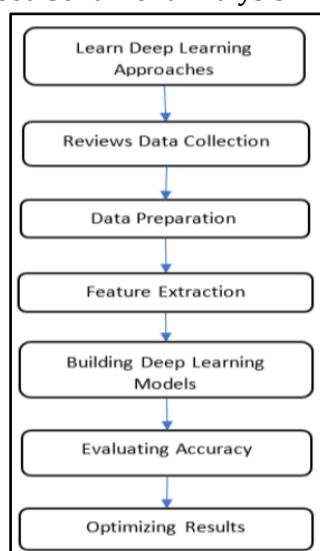 Learn Deep Learning
Approaches
Reviews Data Collection
Data Preparation
Feature Extraction
Building Deep Learning
Models
Evaluating Accuracy
Optimizing Results